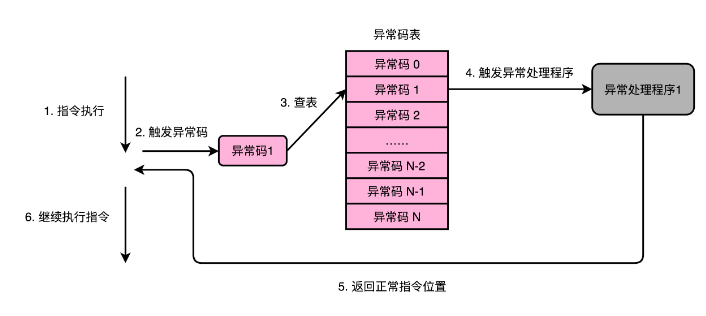 异常码表
异常码 0
4. 触发异常处理程序
1. 指令执行
3. 查表
异常码 1
异常处理程序1
2. 触发异常码
异常码 2
异常码1
......
异常码 N-2
异常码 N-1
6. 继续执行指令
异常码 N
5. 返回正常指令位置